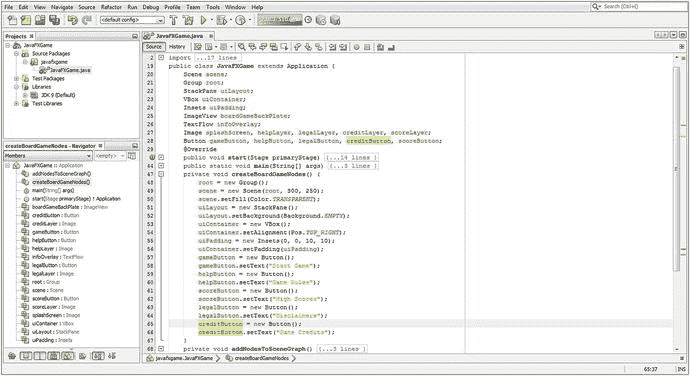 File Edit View Navigate Source Refactor Run Debug Profile Team Tools Window Help
Search (Ctrl+I)
<default config>
Projects
JavaFXGame
Source Packages
javafxgame
JavaFXGame.java
Test Packages
Libraries
JDK 9 (Default)
Test Libraries
createBoardGameNodes() - Navigator
Members
<empty>
JavaFXGame :: Application
addNodesToSceneGraph()
createBoardGameNodes()
main(String[] args)
start(Stage primaryStage) ↑ Application
boardGameBackPlate : ImageView
creditButton : Button
creditLayer : Image
gameButton : Button
helpButton : Button
helpLayer : Image
infoOverlay : TextFlow
legalButton : Button
legalLayer : Image
root : Group
scene : Scene
scoreButton : Button
scoreLayer : Image
splashScreen : Image
uiContainer : VBox
uiLayout : StackPane
uiPadding : Insets
JavaFXGame.java
Source History
2 import ...17 lines
19 public class JavaFXGame extends Application {
20 Scene scene;
21 Group root;
22 StackPane uiLayout;
23 VBox uiContainer;
24 Insets uiPadding;
25 ImageView boardGameBackPlate;
26 TextFlow infoOverlay;
27 Image splashScreen, helpLayer, legalLayer, creditLayer, scoreLayer;
28 Button gameButton, helpButton, legalButton, creditButton, scoreButton;
29 @Override
public void start(Stage primaryStage) {...14 lines }
44 public static void main(String[] args) {...3 lines }
47 private void createBoardGameNodes() {
48 root = new Group();
49 scene = new Scene(root, 300, 250);
50 scene.setFill(Color.TRANSPARENT);
51 uiLayout = new StackPane();
52 uiLayout.setBackground(Background.EMPTY);
53 uiContainer = new VBox();
54 uiContainer.setAlignment(Pos.TOP_RIGHT);
55 uiPadding = new Insets(0, 0, 10, 10);
56 uiContainer.setPadding(uiPadding);
57 gameButton = new Button();
58 gameButton.setText("Start Game");
59 helpButton = new Button();
60 helpButton.setText("Game Rules");
61 scoreButton = new Button();
62 scoreButton.setText("High Scores");
63 legalButton = new Button();
64 legalButton.setText("Disclaimers");
65 creditButton = new Button();
66 creditButton.setText("Game Credits");
67 }
68 private void addNodesToSceneGraph() {...3 lines }
javafxgame.JavaFXGame createBoardGameNodes
65:37 INS